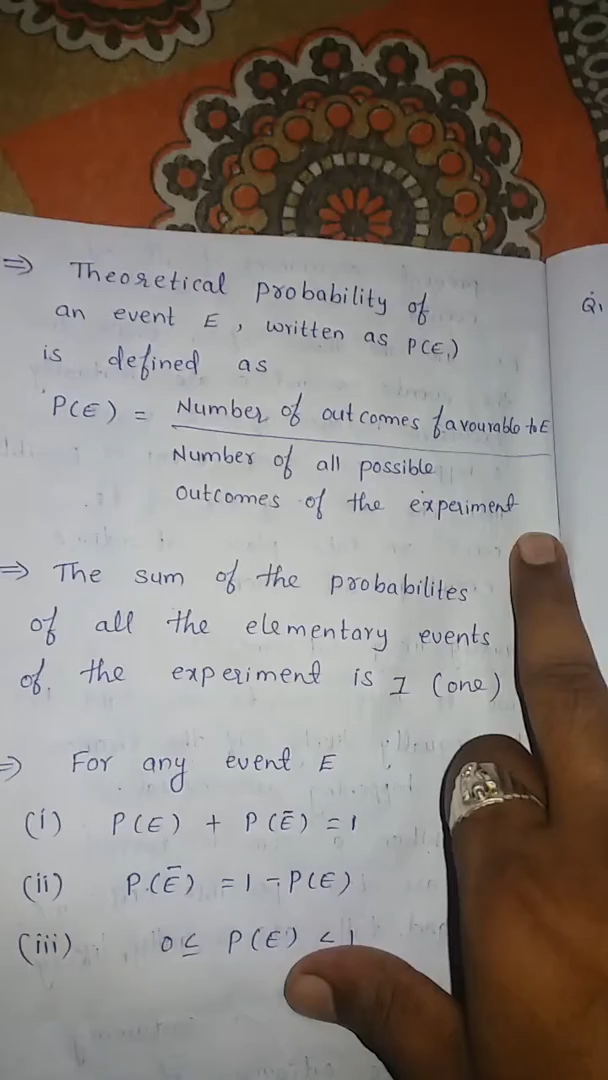 ⇒ Theoretical probability of
an event E, written as P(E)
is defined as
P(E) = Number of outcomes favourable to E
Number of all possible
outcomes of the experiment
⇒ The sum of the probabilites
of all the elementary events
of the experiment is 1 (one)
⇒ For any event E
(i) P(E) + P(Ē) = 1
(ii) P(Ē) = 1 - P(E)
(iii) 0 ≤ P(E) < 1
Q1